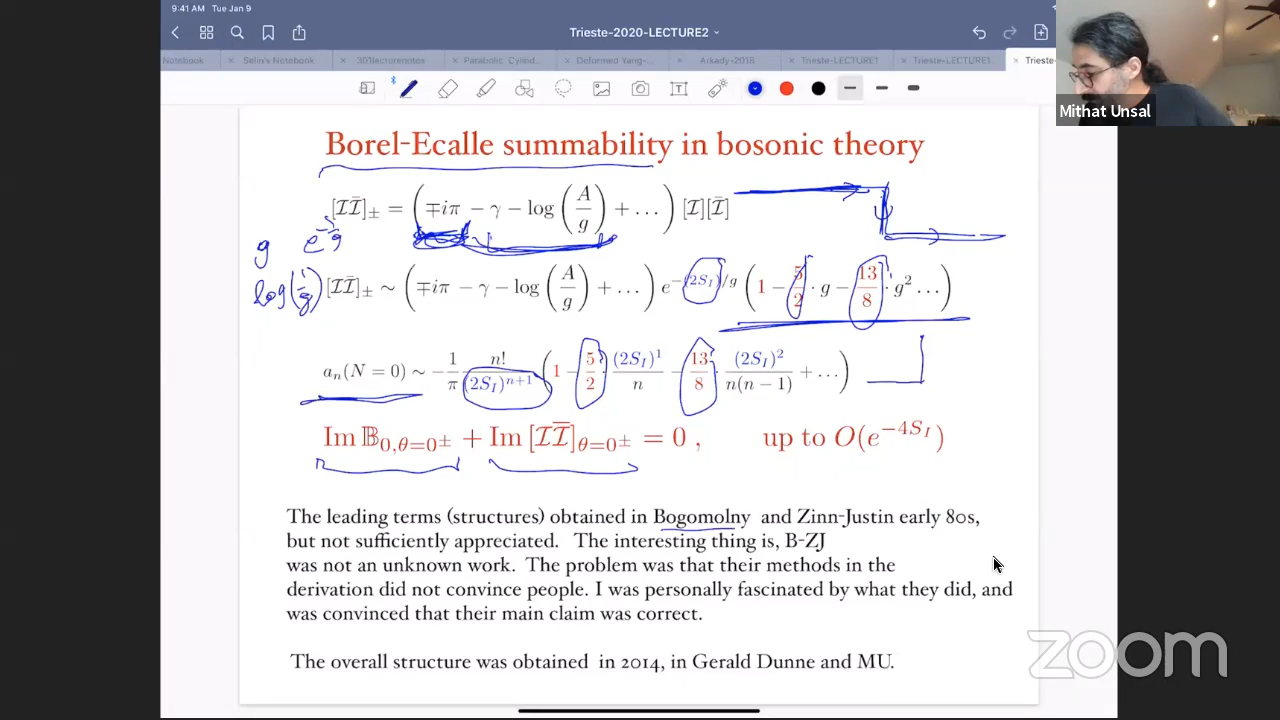 9:41 AM Tue Jan 9
Trieste-2020-LECTURE2
Notebook Selin's Notebook 301lecturenotes Parabolic Cylind... Deformed Yang-... Arkady-2018 Trieste-LECTURE1 Trieste-LECTURE1 Trieste-
Mithat Unsal
Borel-Ecalle summability in bosonic theory
[IĪ]± = (∓iπ − γ − log(A/g) + …) [I][Ī]
g e^{-1/g}
log(1/g)
[IĪ]± ∼ (∓iπ − γ − log(A/g) + …) e^{−(2S_I)/g} (1 − 5/2 · g − 13/8 · g² …)
a_n(N = 0) ∼ −1/π n!/(2S_I)^{n+1} (1 − 5/2 · (2S_I)^1/n − 13/8 · (2S_I)^2/n(n−1) + …)
Im 𝔹_{0,θ=0±} + Im [IĪ]_{θ=0±} = 0 , up to O(e^{−4S_I})
The leading terms (structures) obtained in Bogomolny and Zinn-Justin early 80s,
but not sufficiently appreciated. The interesting thing is, B-ZJ
was not an unknown work. The problem was that their methods in the
derivation did not convince people. I was personally fascinated by what they did, and
was convinced that their main claim was correct.
The overall structure was obtained in 2014, in Gerald Dunne and MU.
zoom